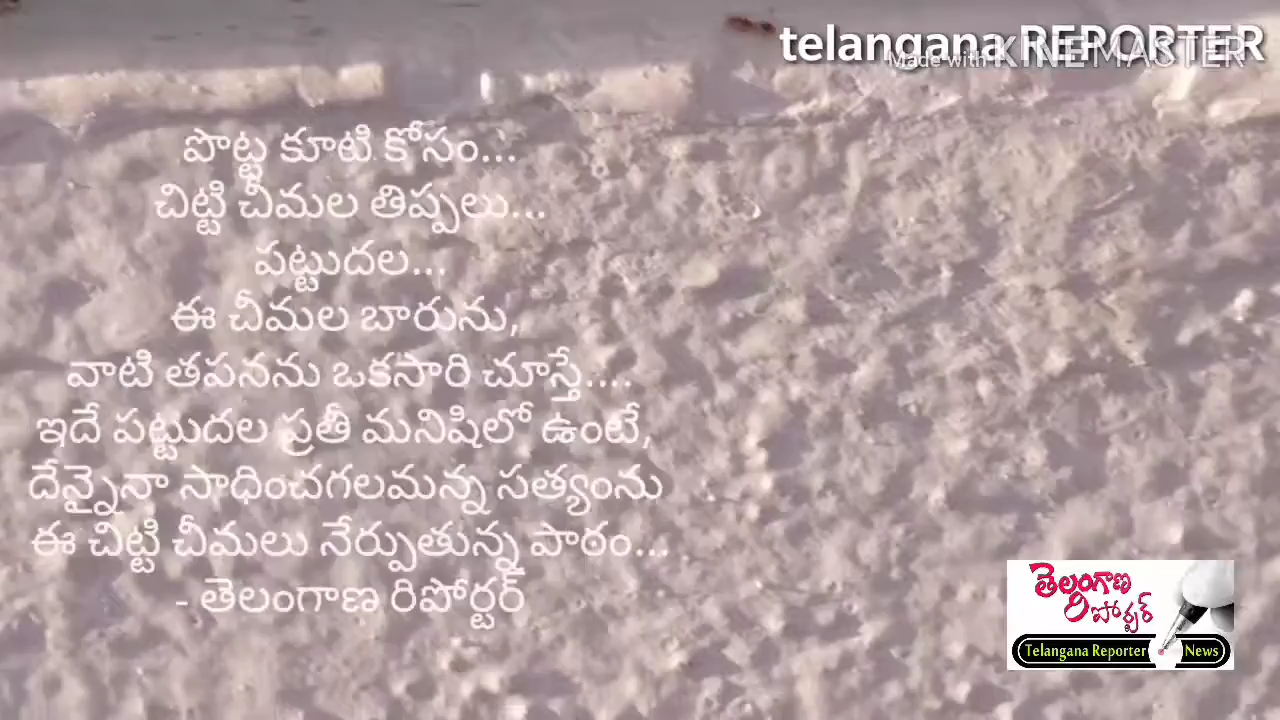 telangana REPORTER
Made with KINEMASTER
పొట్ట కూటి కోసం...
చిట్టి చీమల తిప్పలు...
పట్టుదల...
ఈ చీమల బారును,
వాటి తపనను ఒకసారి చూస్తే....
ఇదే పట్టుదల ప్రతీ మనిషిలో ఉంటే,
దేన్నైనా సాధించగలమన్న సత్యంను
ఈ చిట్టి చీమలు నేర్పుతున్న పాఠం...
- తెలంగాణ రిపోర్టర్
తెలంగాణ
రిపోర్టర్
Telangana Reporter News